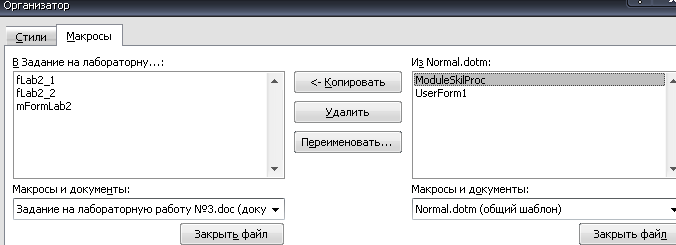 Организатор
Стили Макросы
В Задание на лабораторну...:
fLab2_1
fLab2_2
mFormLab2
<- Копировать
Удалить
Переименовать...
Из Normal.dotm:
ModuleSkilProc
UserForm1
Макросы и документы:
Задание на лабораторную работу №3.doc (доку
Закрыть файл
Макросы и документы:
Normal.dotm (общий шаблон)
Закрыть файл